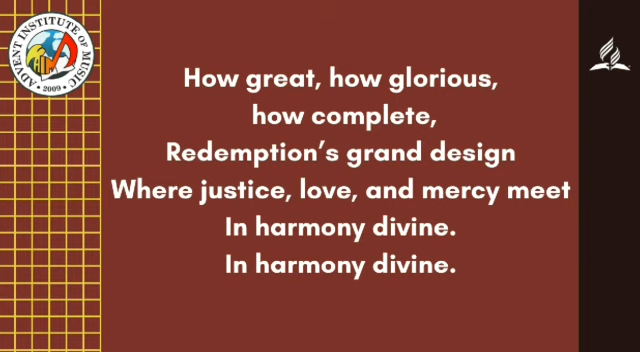 ADVENT INSTITUTE OF MUSIC
AIM
• 2009 •
How great, how glorious,
how complete,
Redemption’s grand design
Where justice, love, and mercy meet
In harmony divine.
In harmony divine.